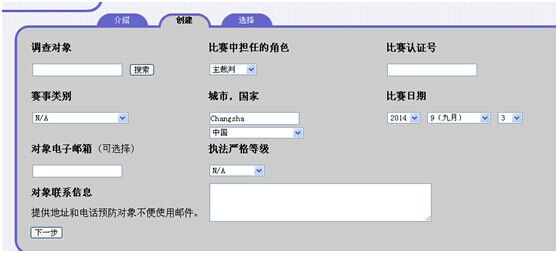 介紹 创建 选择
调查对象 比赛中担任的角色 比赛认证号
搜索 主裁判
赛事类别 城市，国家 比赛日期
N/A Changsha 2014 9（九月） 3
中国
对象电子邮箱（可选择） 执法严格等级
N/A
对象联系信息
提供地址和电话预防对象不便使用邮件。
下一步